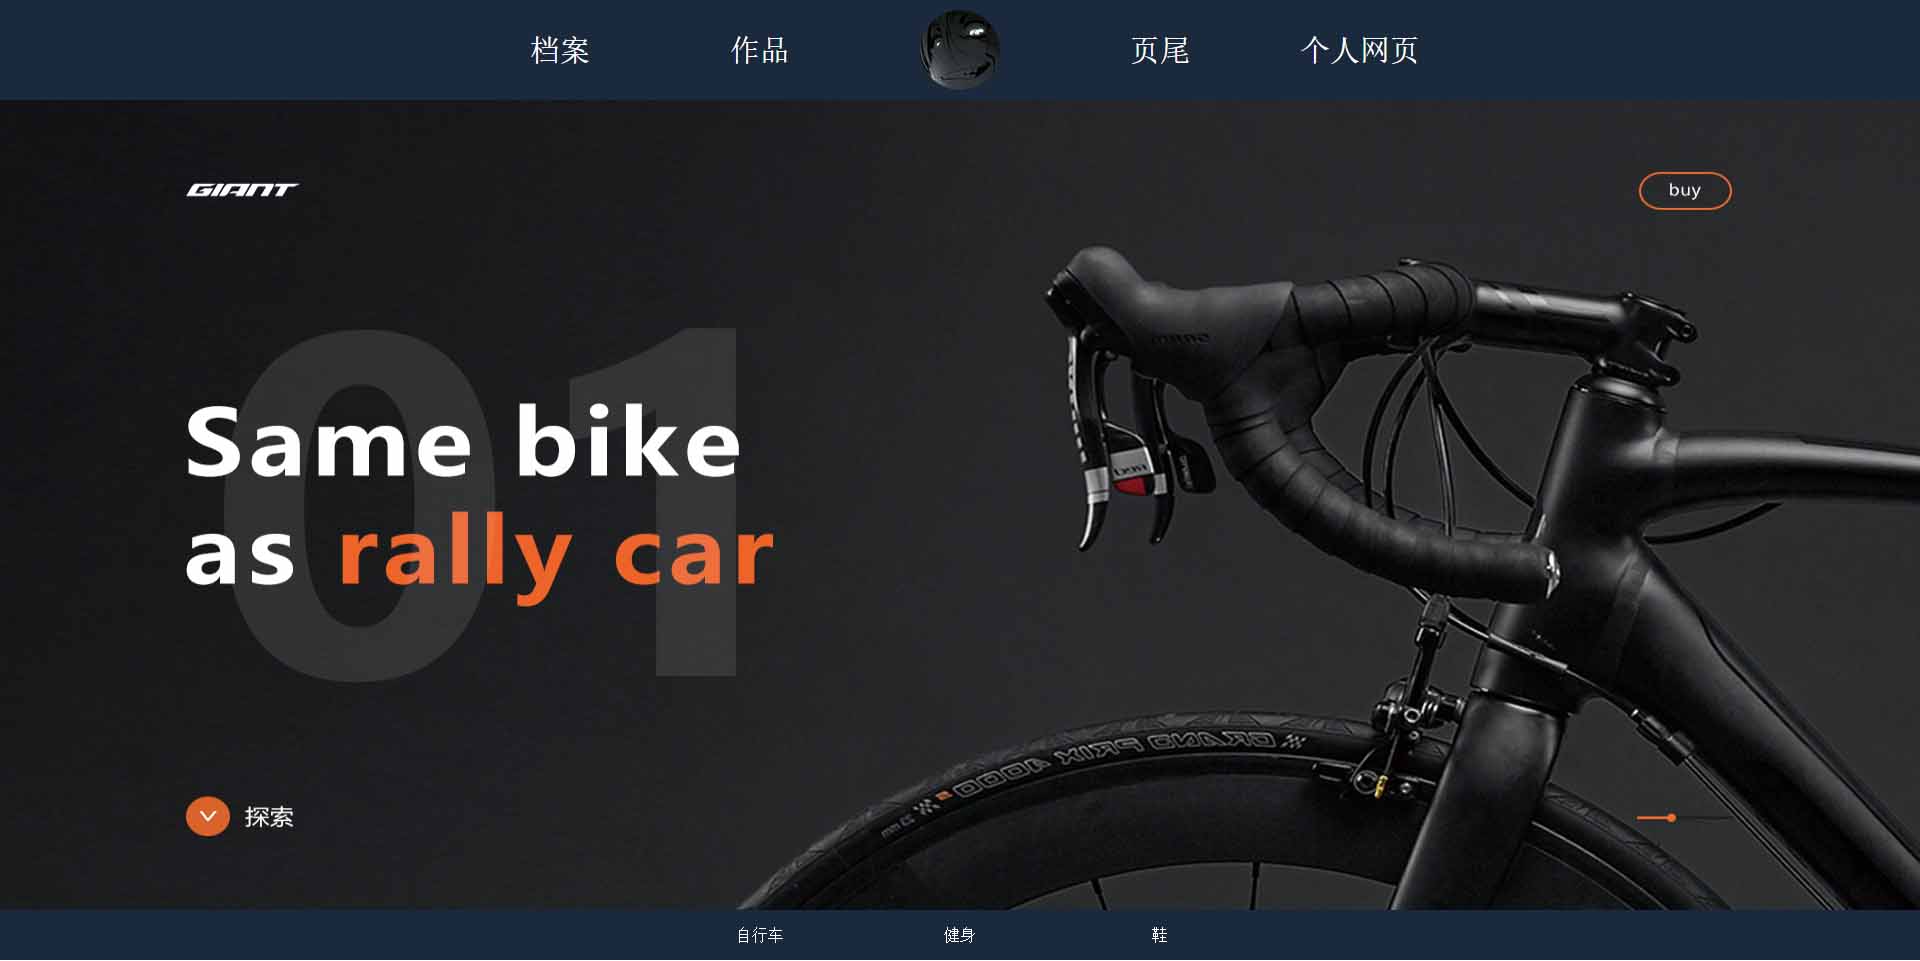 档案 作品 页尾 个人网页
GIANT
buy
01
Same bike
as rally car
GRAND PRIX 4000
探索
自行车 健身 鞋